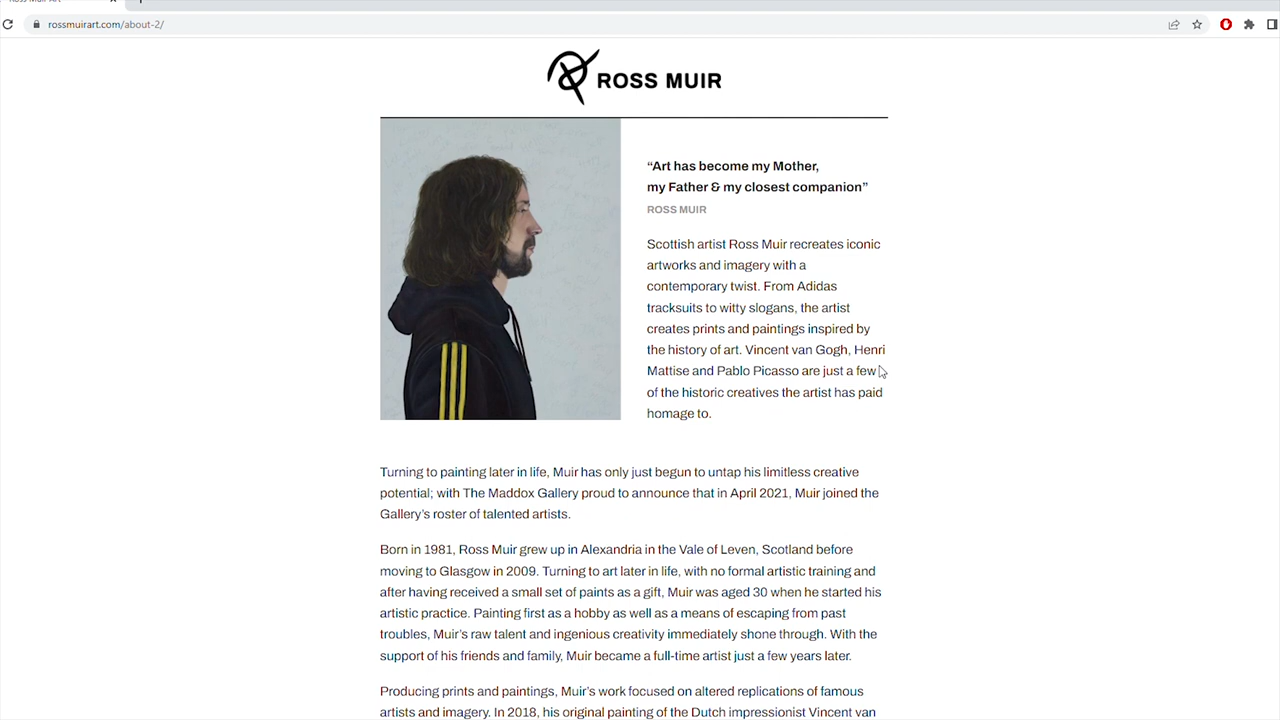 rossmuirart.com/about-2/
ROSS MUIR
“Art has become my Mother,
my Father & my closest companion”
ROSS MUIR
Scottish artist Ross Muir recreates iconic
artworks and imagery with a
contemporary twist. From Adidas
tracksuits to witty slogans, the artist
creates prints and paintings inspired by
the history of art. Vincent van Gogh, Henri
Mattise and Pablo Picasso are just a few
of the historic creatives the artist has paid
homage to.
Turning to painting later in life, Muir has only just begun to untap his limitless creative
potential; with The Maddox Gallery proud to announce that in April 2021, Muir joined the
Gallery’s roster of talented artists.
Born in 1981, Ross Muir grew up in Alexandria in the Vale of Leven, Scotland before
moving to Glasgow in 2009. Turning to art later in life, with no formal artistic training and
after having received a small set of paints as a gift, Muir was aged 30 when he started his
artistic practice. Painting first as a hobby as well as a means of escaping from past
troubles, Muir’s raw talent and ingenious creativity immediately shone through. With the
support of his friends and family, Muir became a full-time artist just a few years later.
Producing prints and paintings, Muir’s work focused on altered replications of famous
artists and imagery. In 2018, his original painting of the Dutch impressionist Vincent van